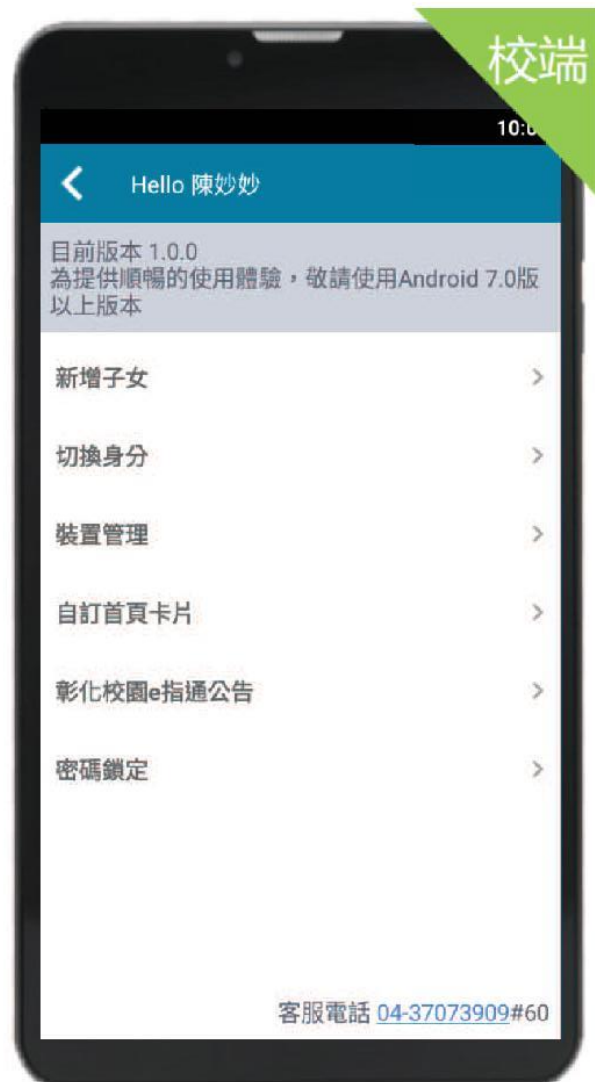 校端
10:0
Hello 陳妙妙
目前版本 1.0.0
為提供順暢的使用體驗，敬請使用Android 7.0版
以上版本
新增子女
切換身分
裝置管理
自訂首頁卡片
彰化校園e指通公告
密碼鎖定
客服電話 04-37073909#60